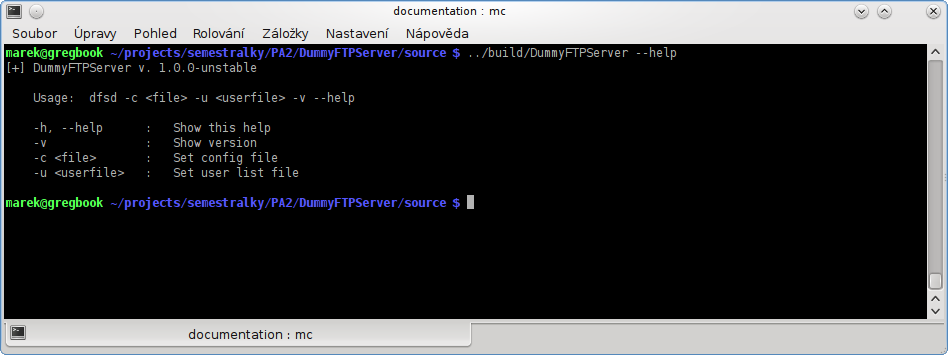 documentation : mc
Soubor Úpravy Pohled Rolování Záložky Nastavení Nápověda
marek@gregbook ~/projects/semestralky/PA2/DummyFTPServer/source $ ../build/DummyFTPServer --help
[+] DummyFTPServer v. 1.0.0-unstable
Usage:  dfsd -c <file> -u <userfile> -v --help
-h, --help      :   Show this help
-v              :   Show version
-c <file>       :   Set config file
-u <userfile>   :   Set user list file
marek@gregbook ~/projects/semestralky/PA2/DummyFTPServer/source $
documentation : mc